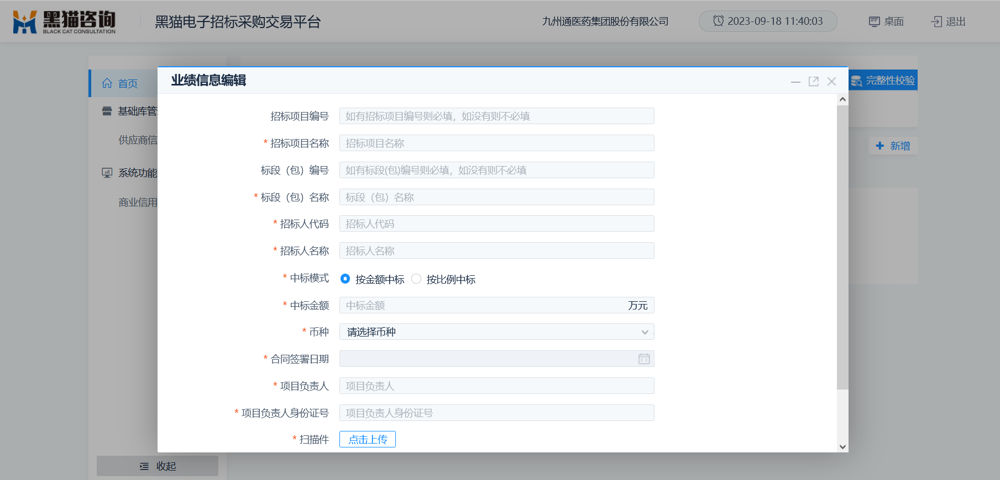 黑猫咨询
BLACK CAT CONSULTATION
黑猫电子招标采购交易平台
九州通医药集团股份有限公司
2023-09-18 11:40:03
桌面
退出
首页
基础库管
供应商信
系统功能
商业信用
收起
完整性校验
新增
业绩信息编辑
招标项目编号 如有招标项目编号则必填，如没有则不必填
* 招标项目名称 招标项目名称
标段（包）编号 如有标段(包)编号则必填，如没有则不必填
* 标段（包）名称 标段（包）名称
* 招标人代码 招标人代码
* 招标人名称 招标人名称
* 中标模式 按金额中标 按比例中标
* 中标金额 中标金额 万元
* 币种 请选择币种
* 合同签署日期
* 项目负责人 项目负责人
* 项目负责人身份证号 项目负责人身份证号
* 扫描件 点击上传